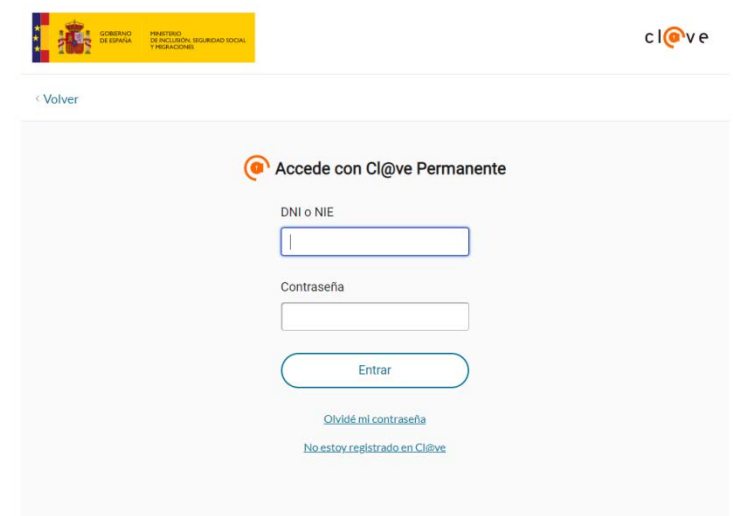 GOBIERNO DE ESPAÑA
MINISTERIO DE INCLUSIÓN, SEGURIDAD SOCIAL Y MIGRACIONES
cl@ve
< Volver
Accede con Cl@ve Permanente
DNI o NIE
Contraseña
Entrar
Olvidé mi contraseña
No estoy registrado en Cl@ve